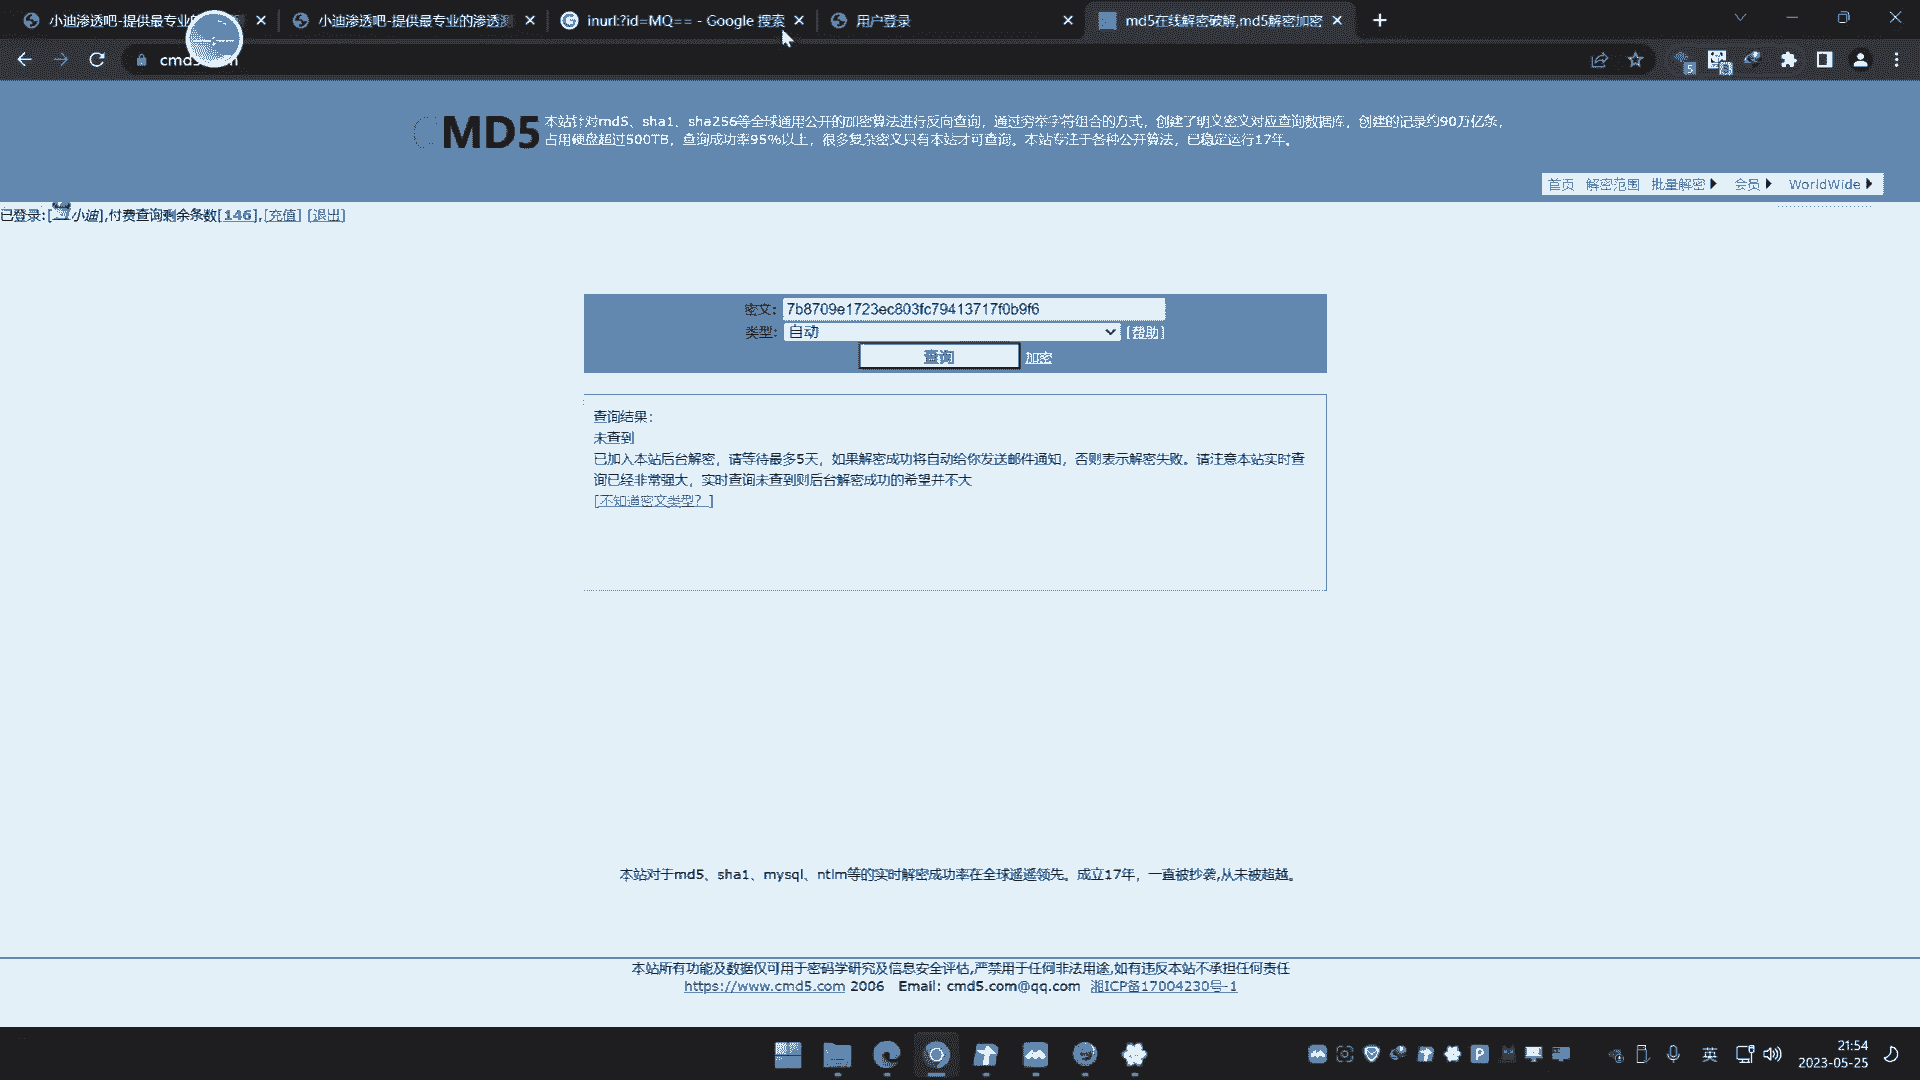 小迪渗透吧-提供最专业的
小迪渗透吧-提供最专业的渗透测
inurl:?id=MQ== - Google 搜索
用户登录
md5在线解密破解,md5解密加密
5
MD5
本站针对md5、sha1、sha256等全球通用公开的加密算法进行反向查询，通过穷举字符组合的方式，创建了明文密文对应查询数据库，创建的记录约90万亿条，
占用硬盘超过500TB，查询成功率95%以上，很多复杂密文只有本站才可查询。本站专注于各种公开算法，已稳定运行17年。
首页 解密范围 批量解密 会员 WorldWide
已登录:[小迪],付费查询剩余条数[146],[充值] [退出]
密文: 7b8709e1723ec803fc79413717f0b9f6
类型: 自动 [帮助]
查询 加密
查询结果：
未查到
已加入本站后台解密，请等待最多5天，如果解密成功将自动给你发送邮件通知，否则表示解密失败。请注意本站实时查
询已经非常强大，实时查询未查到则后台解密成功的希望并不大
[不知道密文类型？]
本站对于md5、sha1、mysql、ntlm等的实时解密成功率在全球遥遥领先。成立17年，一直被抄袭,从未被超越。
本站所有功能及数据仅可用于密码学研究及信息安全评估,严禁用于任何非法用途,如有违反本站不承担任何责任
https://www.cmd5.com 2006 Email: cmd5.com@qq.com 湘ICP备17004230号-1
P
英
21:54
2023-05-25